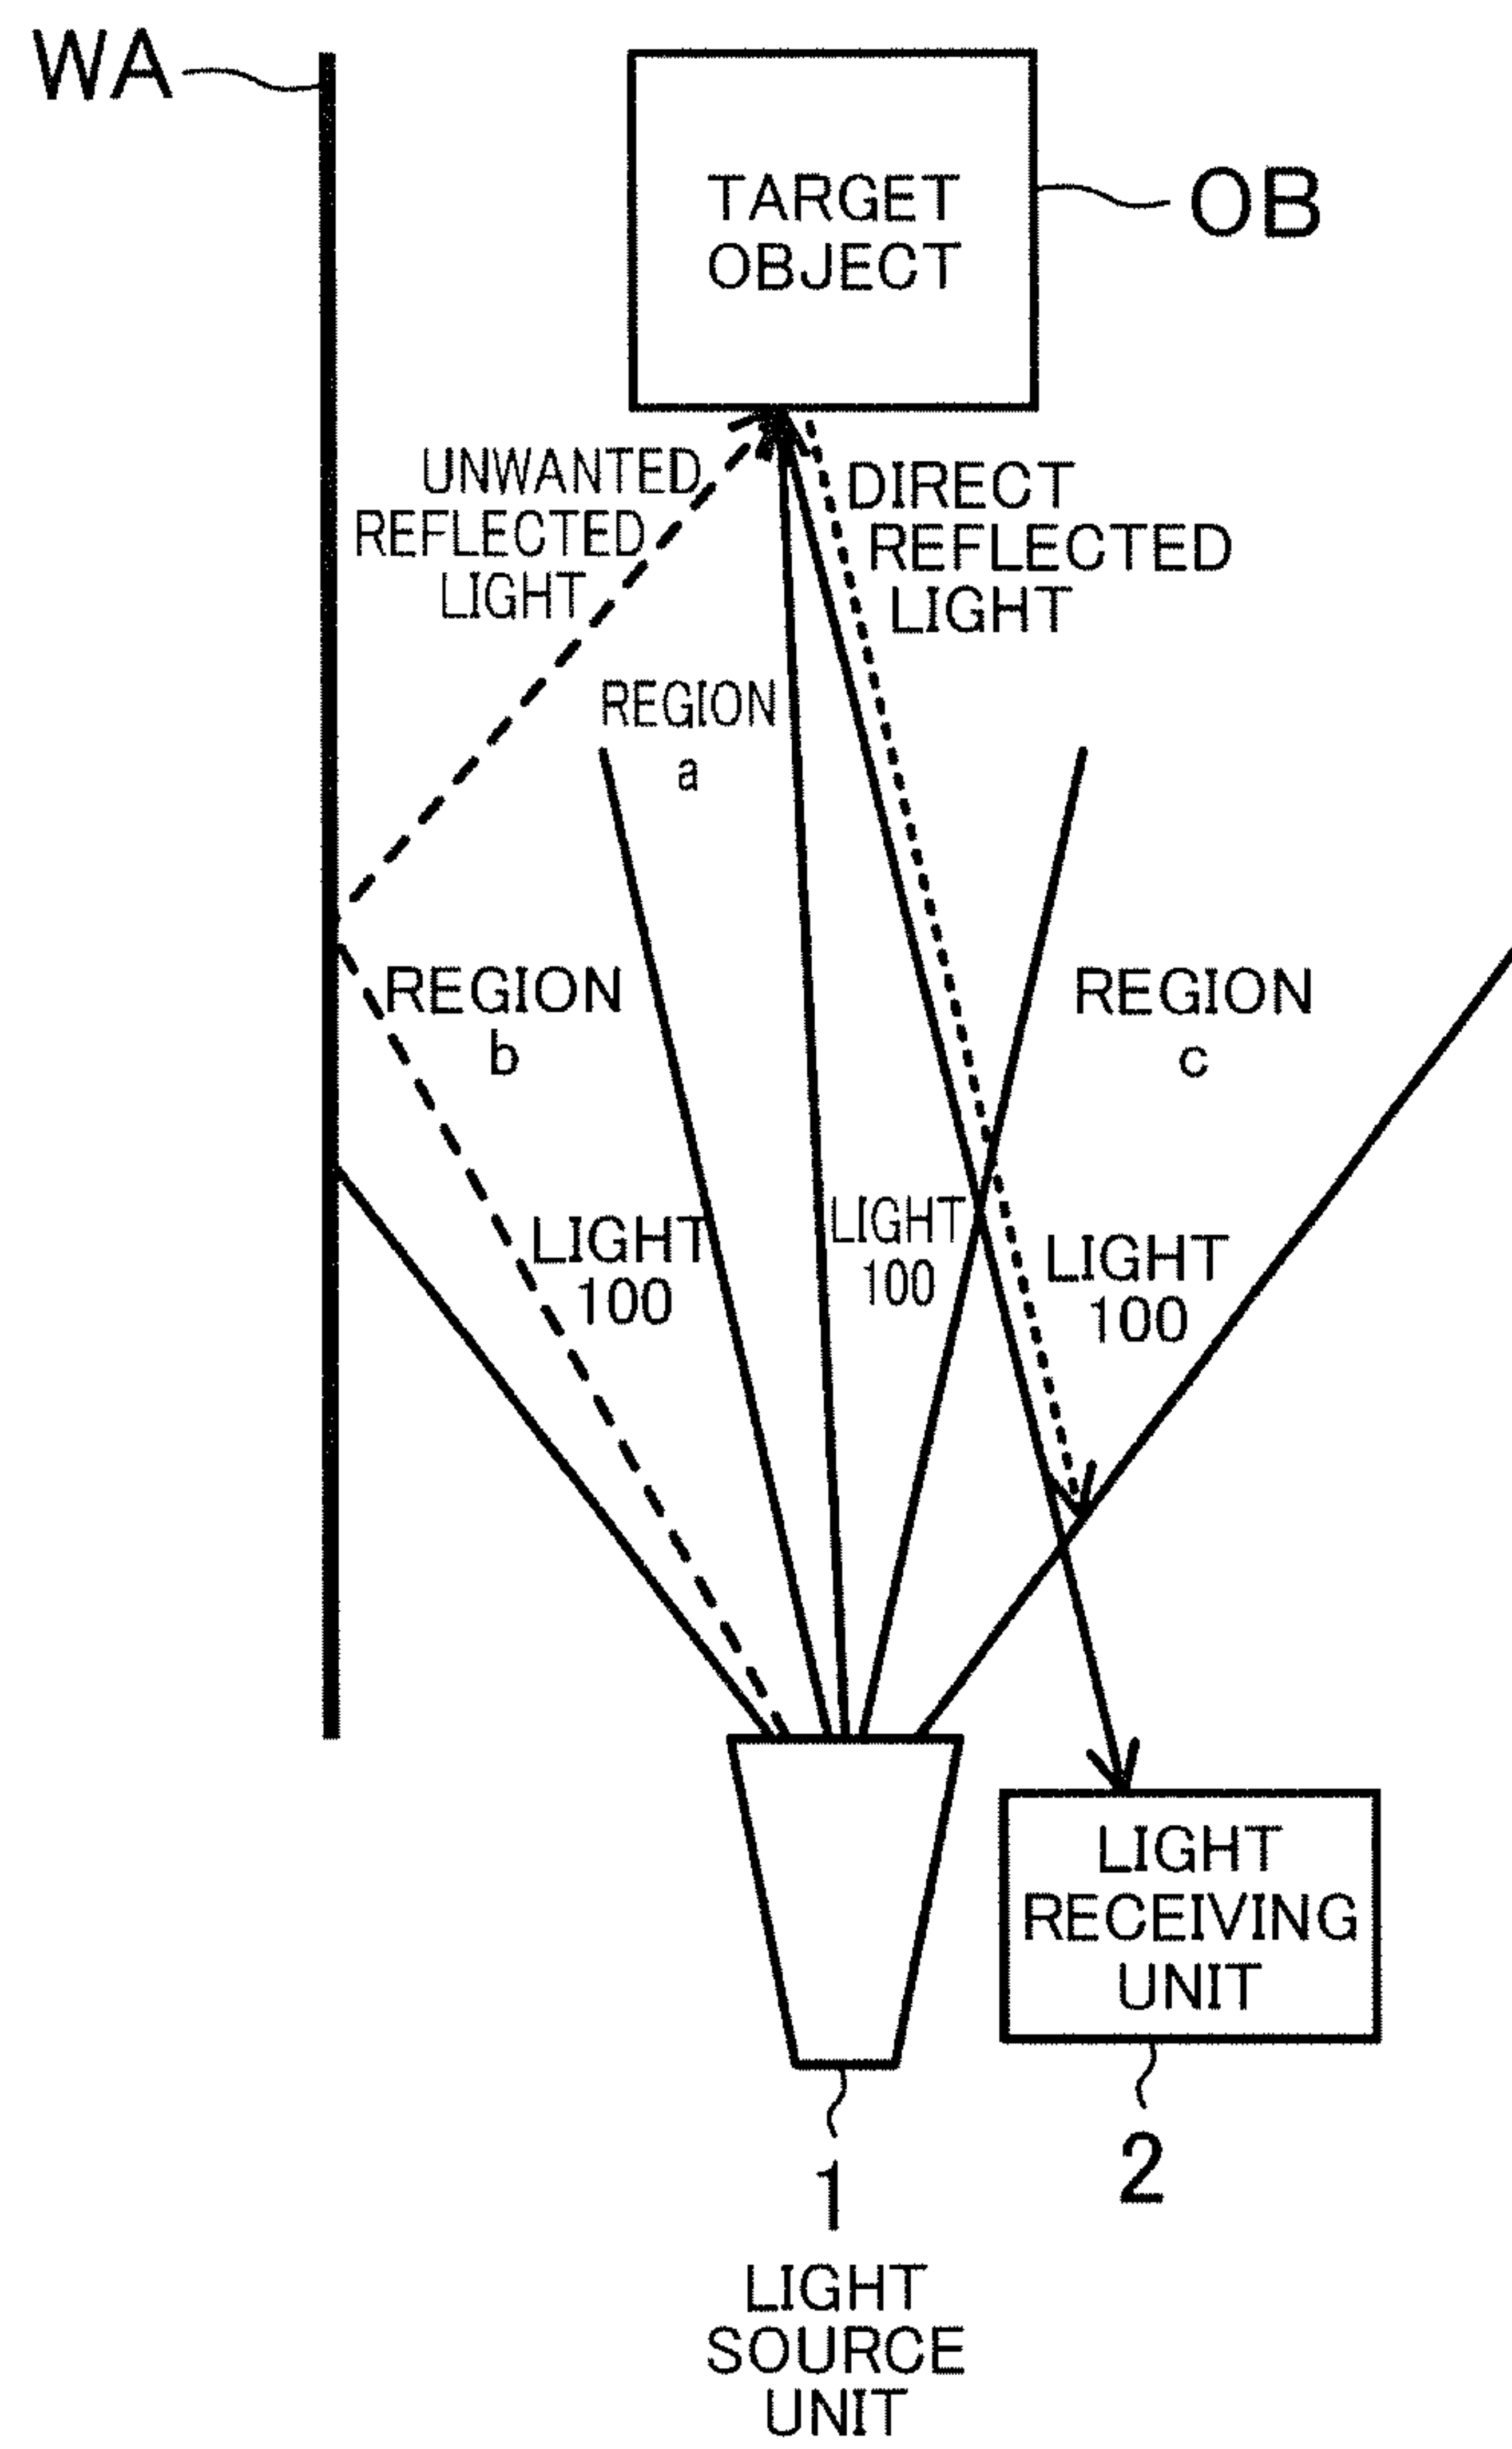 WA
TARGET
OBJECT
OB
UNWANTED
REFLECTED
LIGHT
DIRECT
REFLECTED
LIGHT
REGION
a
REGION
b
REGION
c
LIGHT
100
LIGHT
100
LIGHT
100
LIGHT
RECEIVING
UNIT
2
1
LIGHT
SOURCE
UNIT